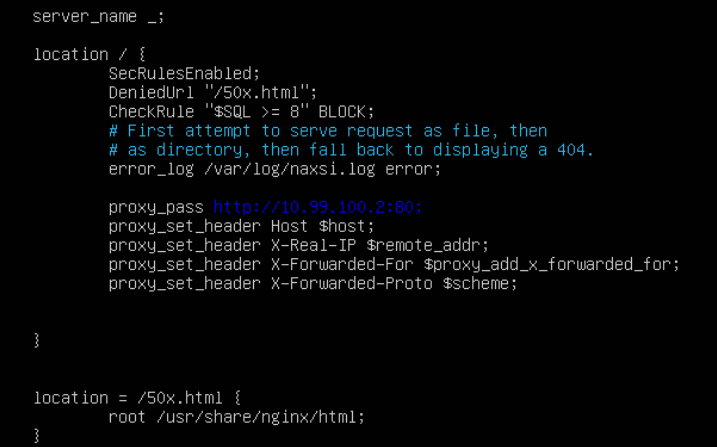 server_name _;
location / {
SecRulesEnabled;
DeniedUrl "/50x.html";
CheckRule "$SQL >= 8" BLOCK;
# First attempt to serve request as file, then
# as directory, then fall back to displaying a 404.
error_log /var/log/naxsi.log error;
proxy_pass http://10.99.100.2:80;
proxy_set_header Host $host;
proxy_set_header X-Real-IP $remote_addr;
proxy_set_header X-Forwarded-For $proxy_add_x_forwarded_for;
proxy_set_header X-Forwarded-Proto $scheme;
}
location = /50x.html {
root /usr/share/nginx/html;
}